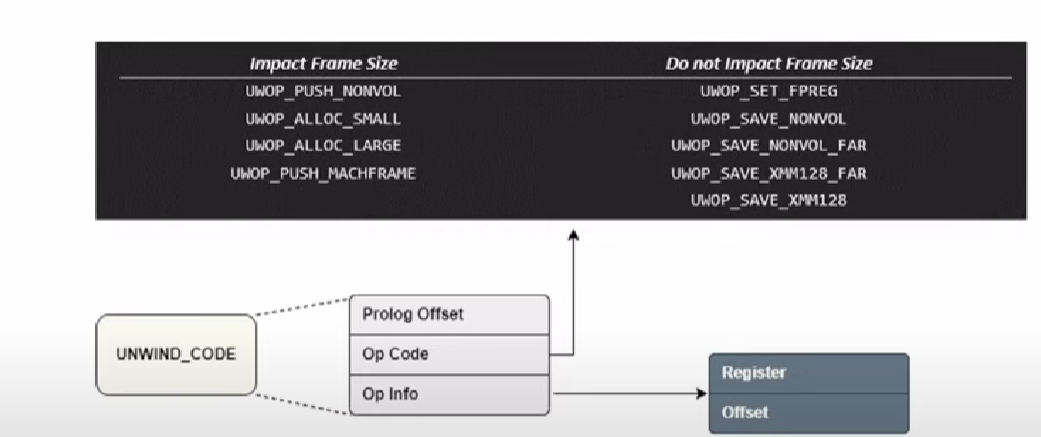 Impact Frame Size Do not Impact Frame Size
UWOP_PUSH_NONVOL UWOP_SET_FPREG
UWOP_ALLOC_SMALL UWOP_SAVE_NONVOL
UWOP_ALLOC_LARGE UWOP_SAVE_NONVOL_FAR
UWOP_PUSH_MACHFRAME UWOP_SAVE_XMM128_FAR
UWOP_SAVE_XMM128
UNWIND_CODE
Prolog Offset
Op Code
Op Info
Register
Offset